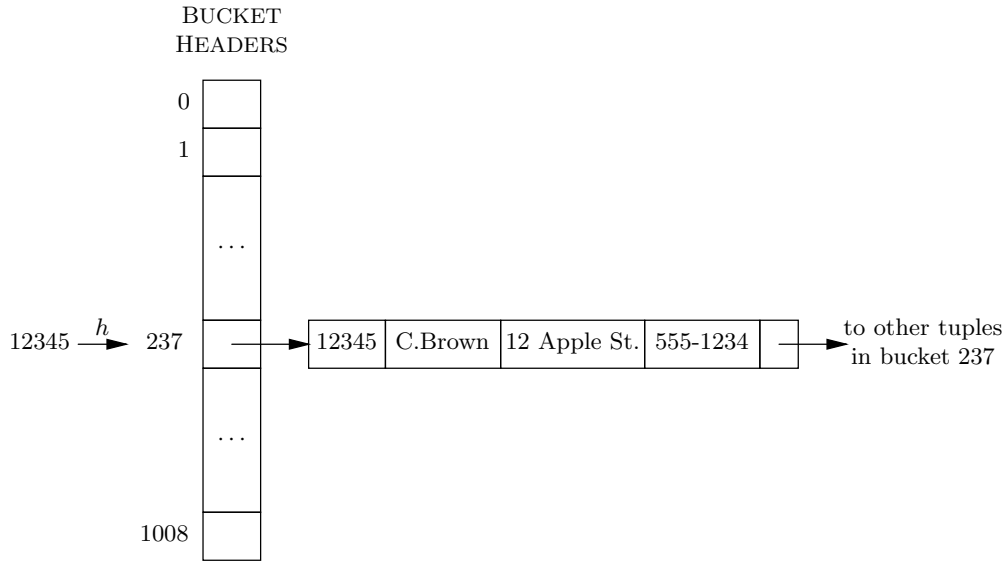 BUCKET
HEADERS
0
1
...
12345 h 237 12345 C.Brown 12 Apple St. 555-1234 to other tuples
in bucket 237
...
1008